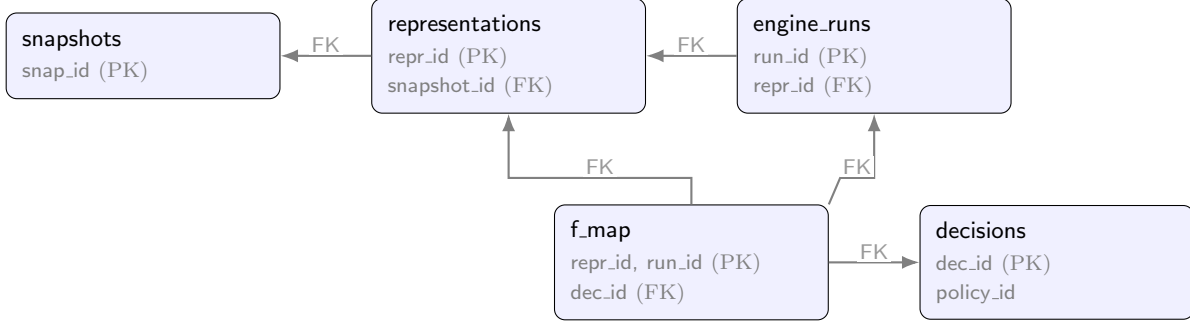 snapshots
snap_id (PK)
FK
representations
repr_id (PK)
snapshot_id (FK)
FK
engine_runs
run_id (PK)
repr_id (FK)
FK
FK
f_map
repr_id, run_id (PK)
dec_id (FK)
FK
decisions
dec_id (PK)
policy_id